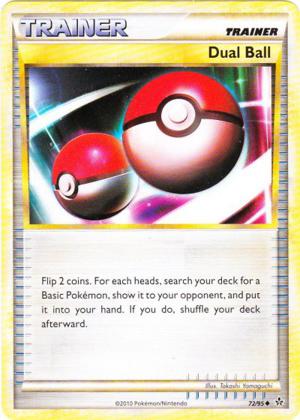 TRAINER
TRAINER
Dual Ball
Flip 2 coins. For each heads, search your deck for a
Basic Pokémon, show it to your opponent, and put
it into your hand. If you do, shuffle your deck
afterward.
Illus. Takashi Yamaguchi
©2010 Pokémon/Nintendo
72/95